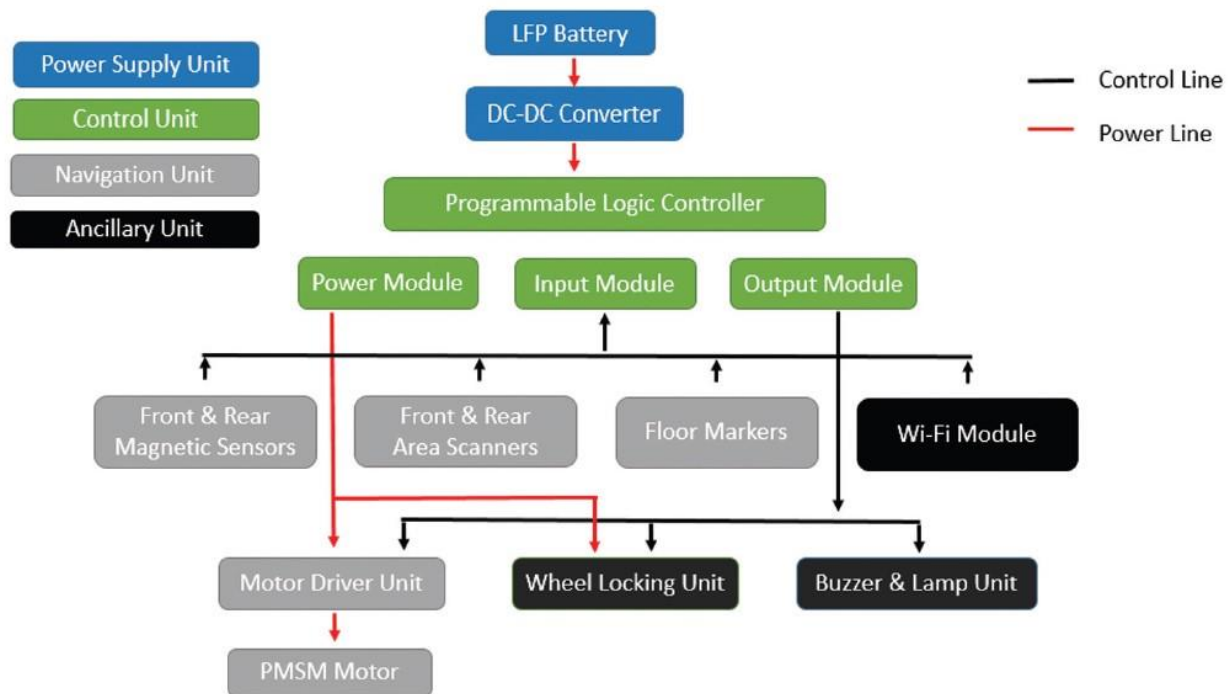 LFP Battery
Power Supply Unit
Control Unit
Navigation Unit
Ancillary Unit
DC-DC Converter
Control Line
Power Line
Programmable Logic Controller
Power Module
Input Module
Output Module
Front & Rear
Magnetic Sensors
Front & Rear
Area Scanners
Floor Markers
Wi-Fi Module
Motor Driver Unit
Wheel Locking Unit
Buzzer & Lamp Unit
PMSM Motor